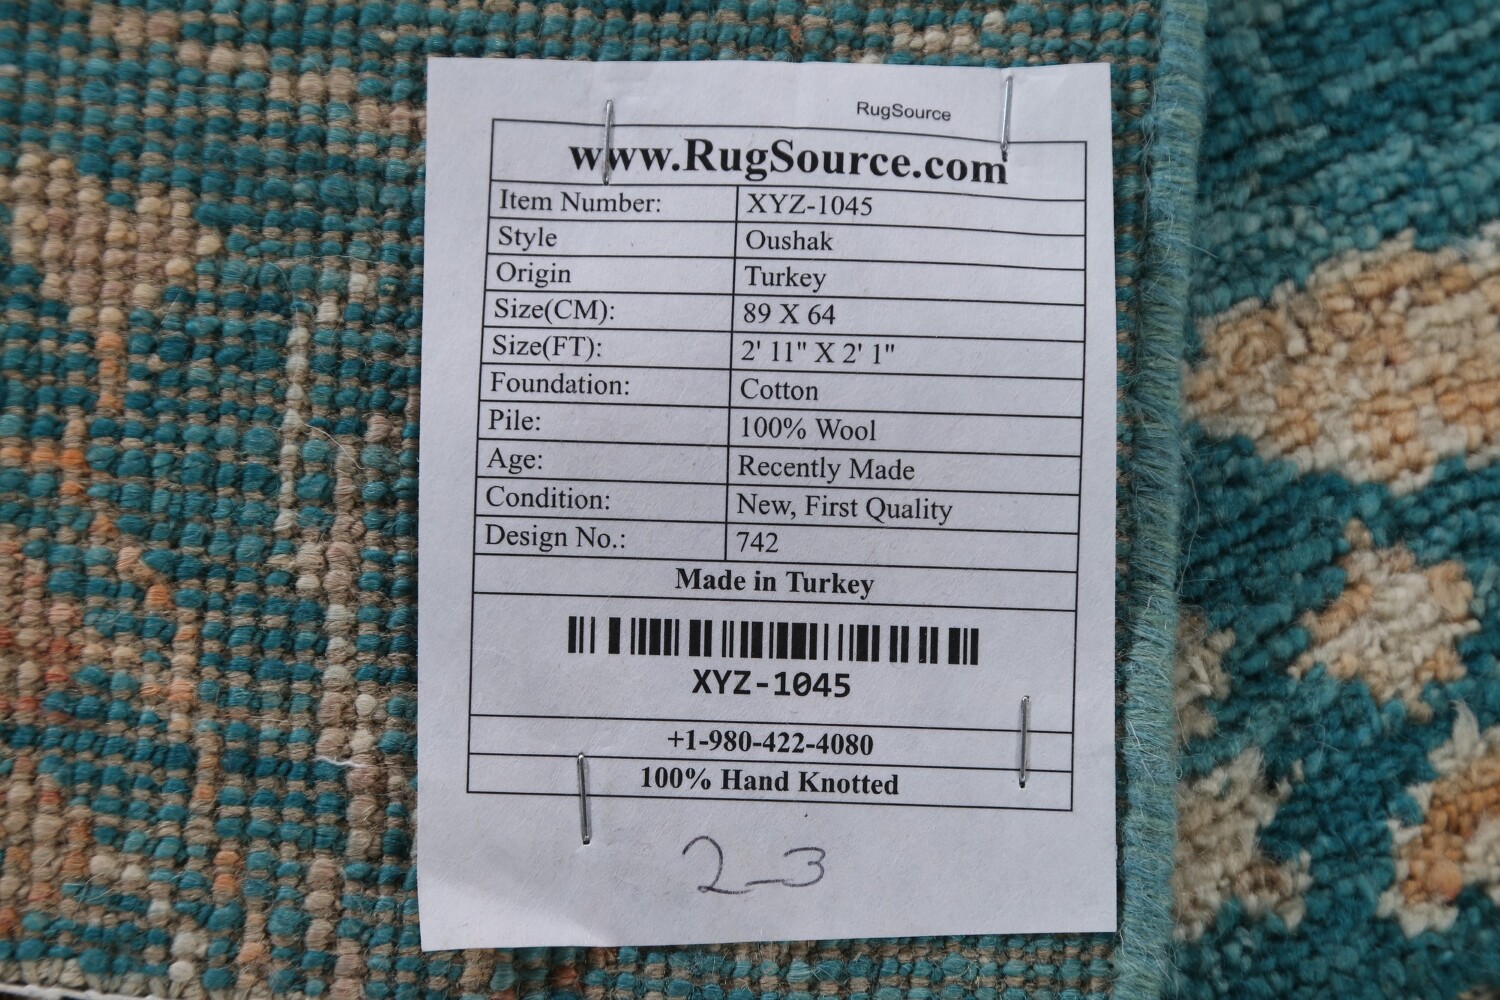 RugSource
www.RugSource.com
Item Number: XYZ-1045
Style Oushak
Origin Turkey
Size(CM): 89 X 64
Size(FT): 2' 11" X 2' 1"
Foundation: Cotton
Pile: 100% Wool
Age: Recently Made
Condition: New, First Quality
Design No.: 742
Made in Turkey
XYZ-1045
+1-980-422-4080
100% Hand Knotted
2-3